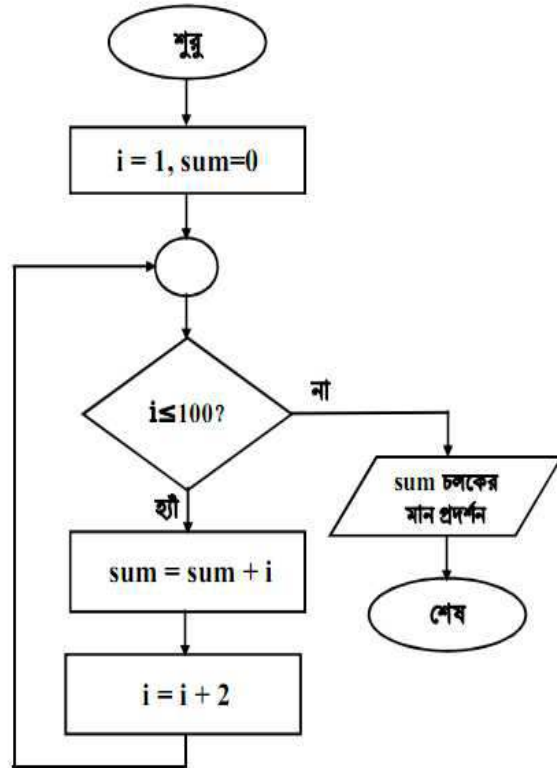 শুরু
i = 1, sum=0
i≤100?
না
হ্যাঁ
sum চলকের
মান প্রদর্শন
sum = sum + i
শেষ
i = i + 2